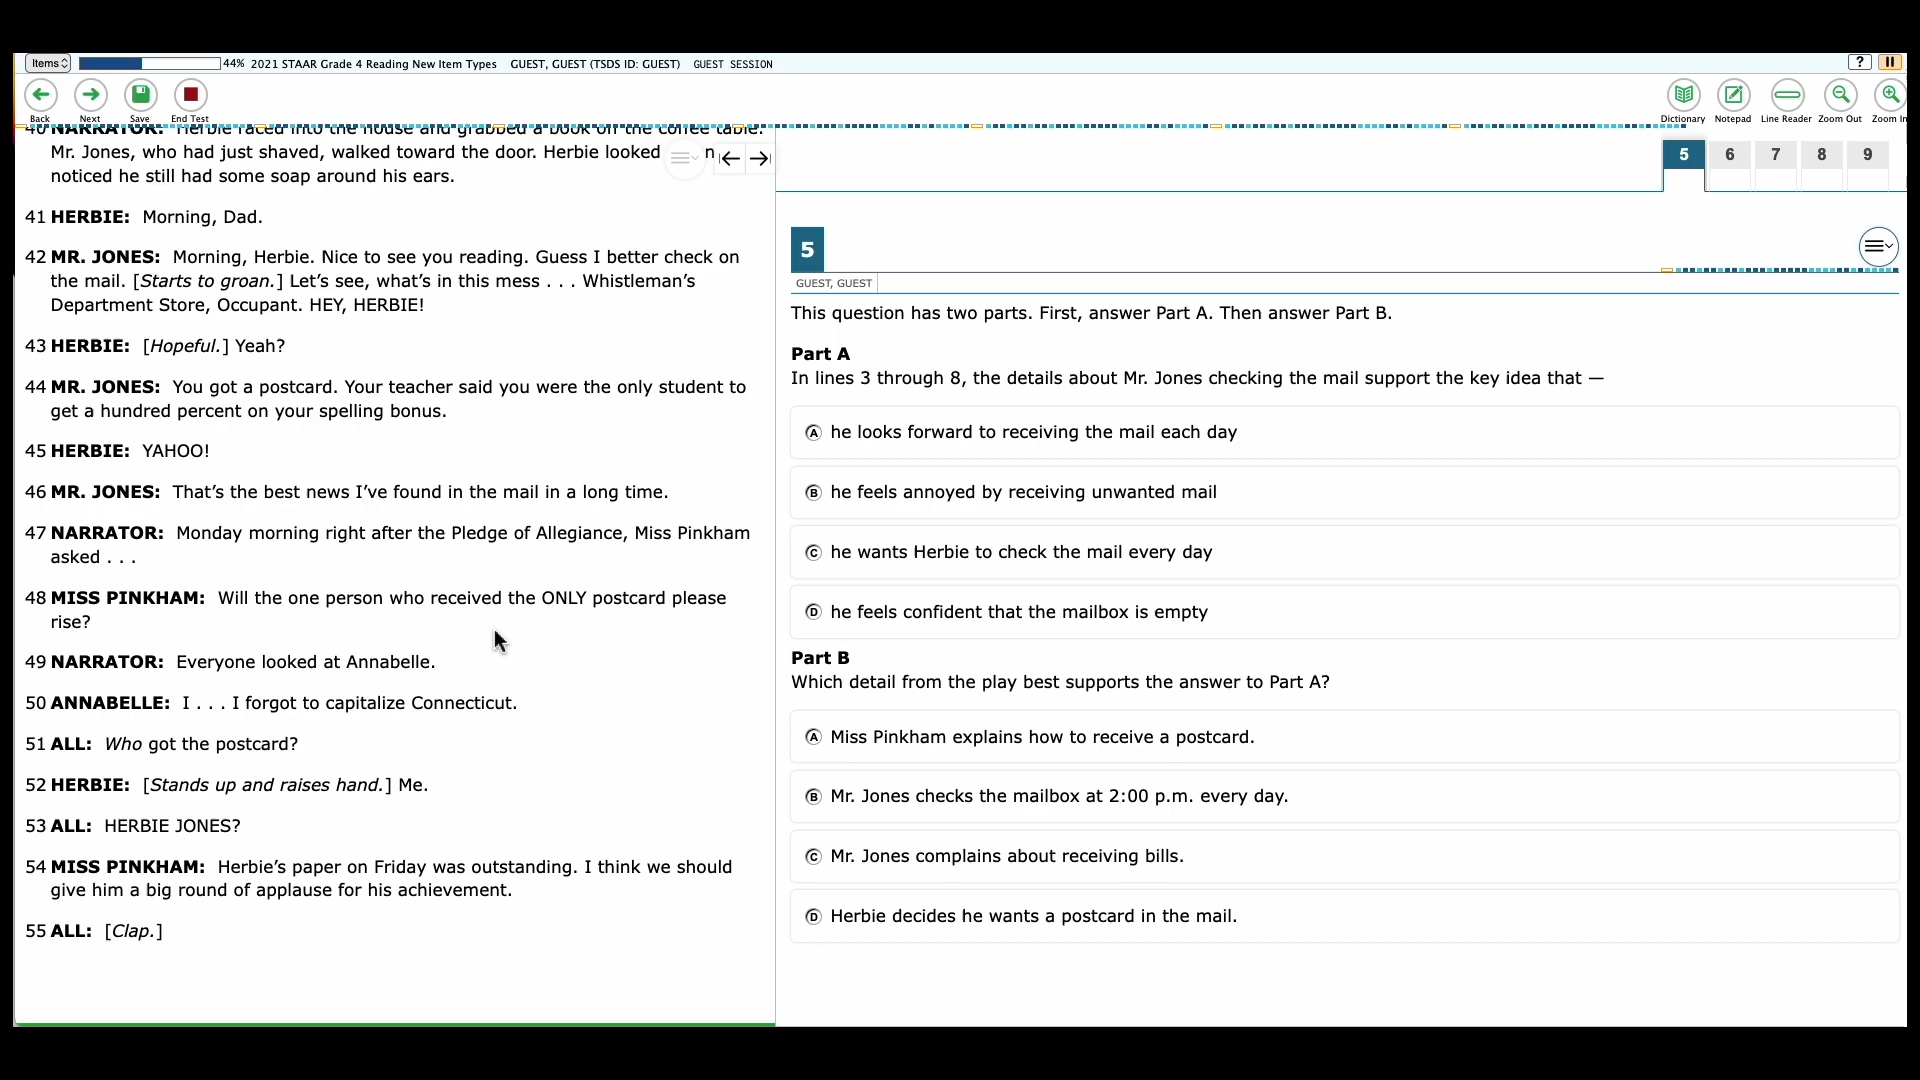 Items 44% 2021 STAAR Grade 4 Reading New Item Types GUEST, GUEST (TSDS ID: GUEST) GUEST SESSION ?
Back Next Save End Test Dictionary Notepad Line Reader Zoom Out Zoom In
40 NARRATOR: Herbie raced into the house and grabbed a book off the coffee table.
Mr. Jones, who had just shaved, walked toward the door. Herbie looked
noticed he still had some soap around his ears.
41 HERBIE: Morning, Dad.
42 MR. JONES: Morning, Herbie. Nice to see you reading. Guess I better check on
the mail. [Starts to groan.] Let's see, what's in this mess . . . Whistleman's
Department Store, Occupant. HEY, HERBIE!
43 HERBIE: [Hopeful.] Yeah?
44 MR. JONES: You got a postcard. Your teacher said you were the only student to
get a hundred percent on your spelling bonus.
45 HERBIE: YAHOO!
46 MR. JONES: That's the best news I've found in the mail in a long time.
47 NARRATOR: Monday morning right after the Pledge of Allegiance, Miss Pinkham
asked . . .
48 MISS PINKHAM: Will the one person who received the ONLY postcard please
rise?
49 NARRATOR: Everyone looked at Annabelle.
50 ANNABELLE: I . . . I forgot to capitalize Connecticut.
51 ALL: Who got the postcard?
52 HERBIE: [Stands up and raises hand.] Me.
53 ALL: HERBIE JONES?
54 MISS PINKHAM: Herbie's paper on Friday was outstanding. I think we should
give him a big round of applause for his achievement.
55 ALL: [Clap.]
5 6 7 8 9
5
GUEST, GUEST
This question has two parts. First, answer Part A. Then answer Part B.
Part A
In lines 3 through 8, the details about Mr. Jones checking the mail support the key idea that —
A he looks forward to receiving the mail each day
B he feels annoyed by receiving unwanted mail
C he wants Herbie to check the mail every day
D he feels confident that the mailbox is empty
Part B
Which detail from the play best supports the answer to Part A?
A Miss Pinkham explains how to receive a postcard.
B Mr. Jones checks the mailbox at 2:00 p.m. every day.
C Mr. Jones complains about receiving bills.
D Herbie decides he wants a postcard in the mail.